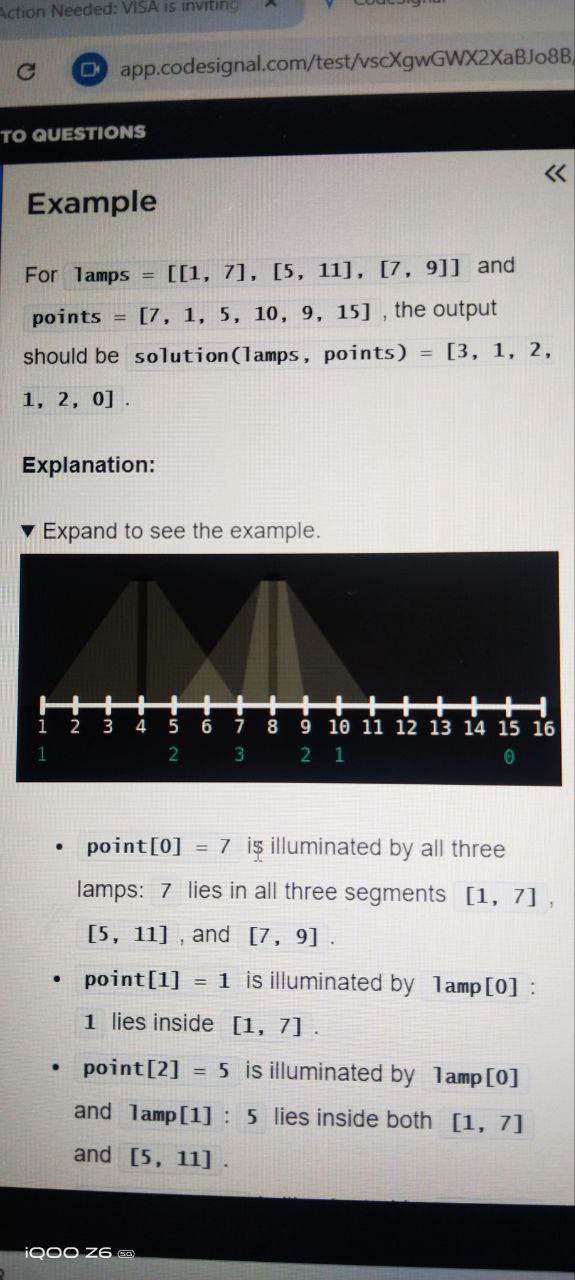 Action Needed: VISA is inviting
app.codesignal.com/test/vscXgwGWX2XaBJo8B/
TO QUESTIONS
Example
For lamps = [[1, 7], [5, 11], [7, 9]] and
points = [7, 1, 5, 10, 9, 15] , the output
should be solution(lamps, points) = [3, 1, 2,
1, 2, 0] .
Explanation:
▼ Expand to see the example.
1 2 3 4 5 6 7 8 9 10 11 12 13 14 15 16
1 2 3 2 1 0
• point[0] = 7 is illuminated by all three
lamps: 7 lies in all three segments [1, 7] ,
[5, 11] , and [7, 9] .
• point[1] = 1 is illuminated by lamp[0] :
1 lies inside [1, 7] .
• point[2] = 5 is illuminated by lamp[0]
and lamp[1] : 5 lies inside both [1, 7]
and [5, 11] .
iQOO Z6 5G